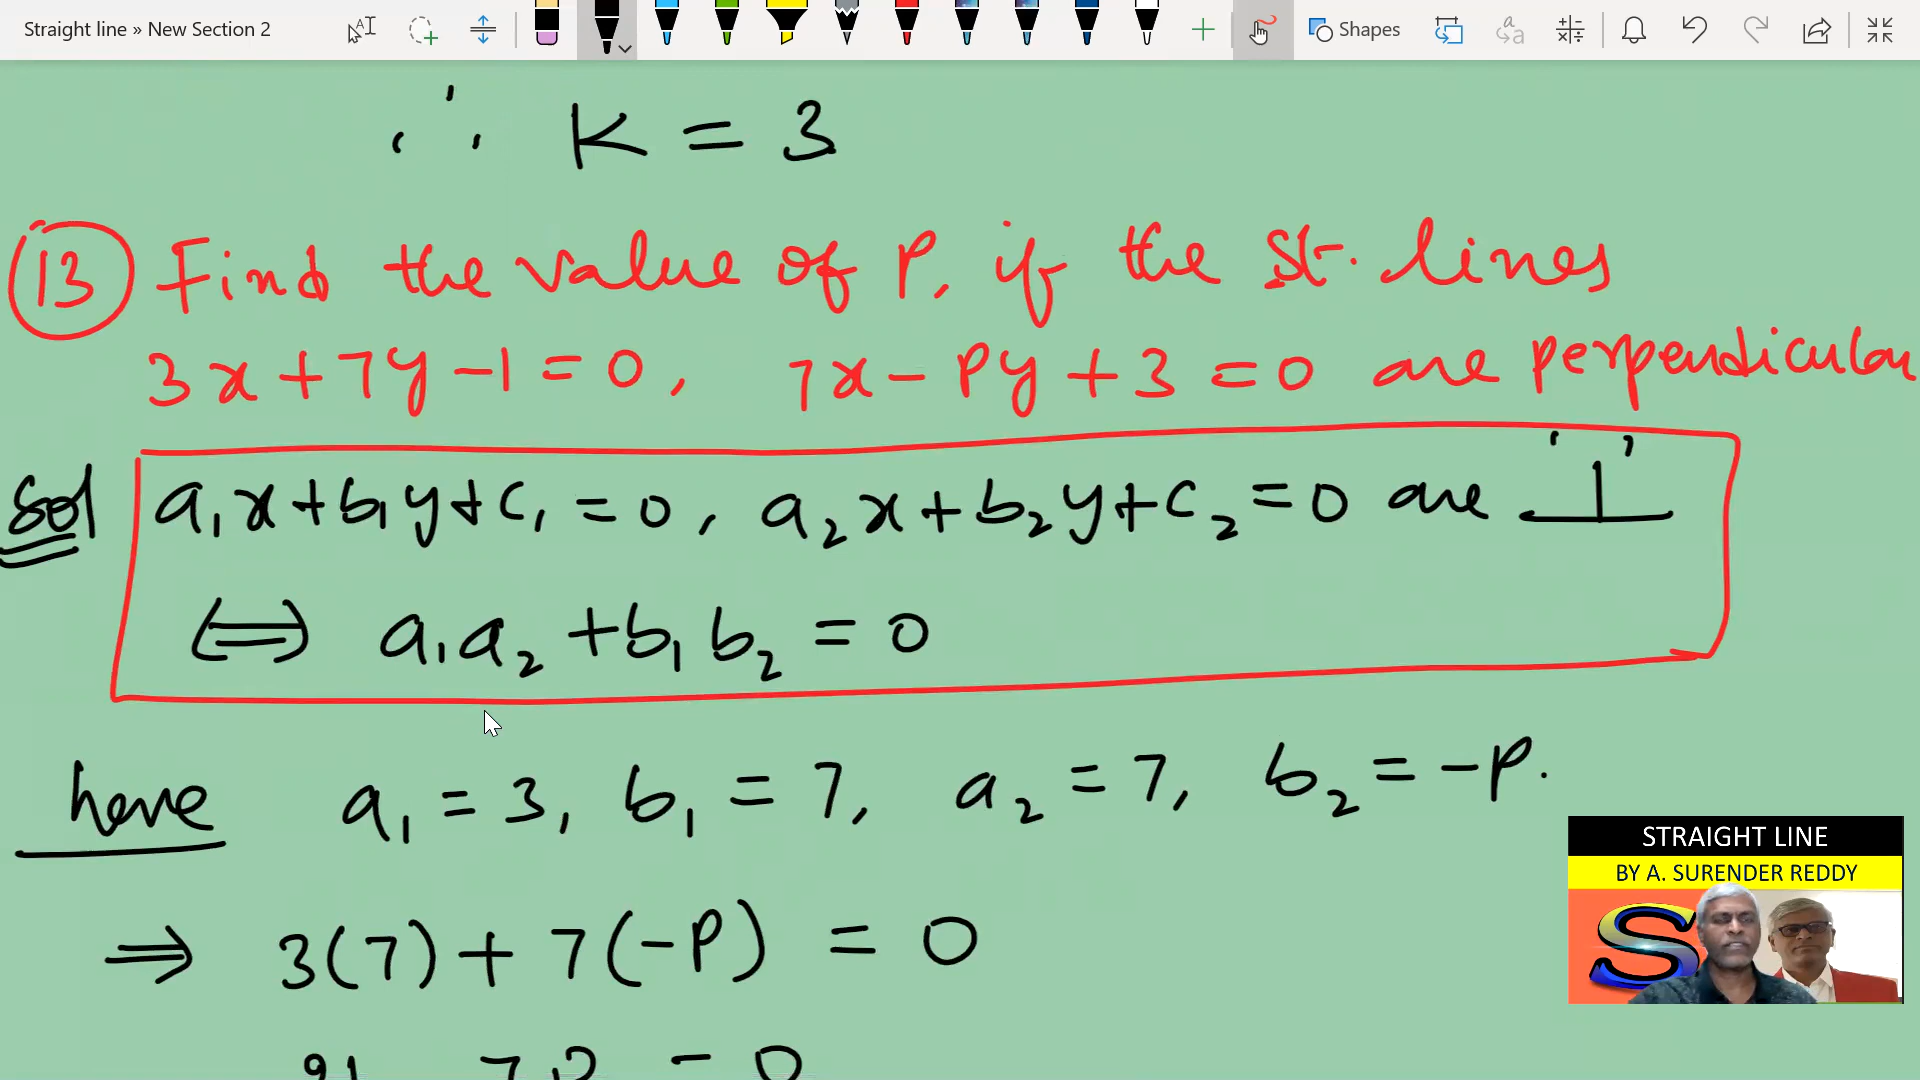 Straight line » New Section 2
Shapes
∴ K = 3
13 Find the value of P, if the St. lines
3x + 7y - 1 = 0, 7x - Py + 3 = 0 are perpendicular
Sol a₁x + b₁y + c₁ = 0, a₂x + b₂y + c₂ = 0 are '⊥'
⟺ a₁a₂ + b₁b₂ = 0
here a₁ = 3, b₁ = 7, a₂ = 7, b₂ = -P.
⟹ 3(7) + 7(-P) = 0
STRAIGHT LINE
BY A. SURENDER REDDY
S